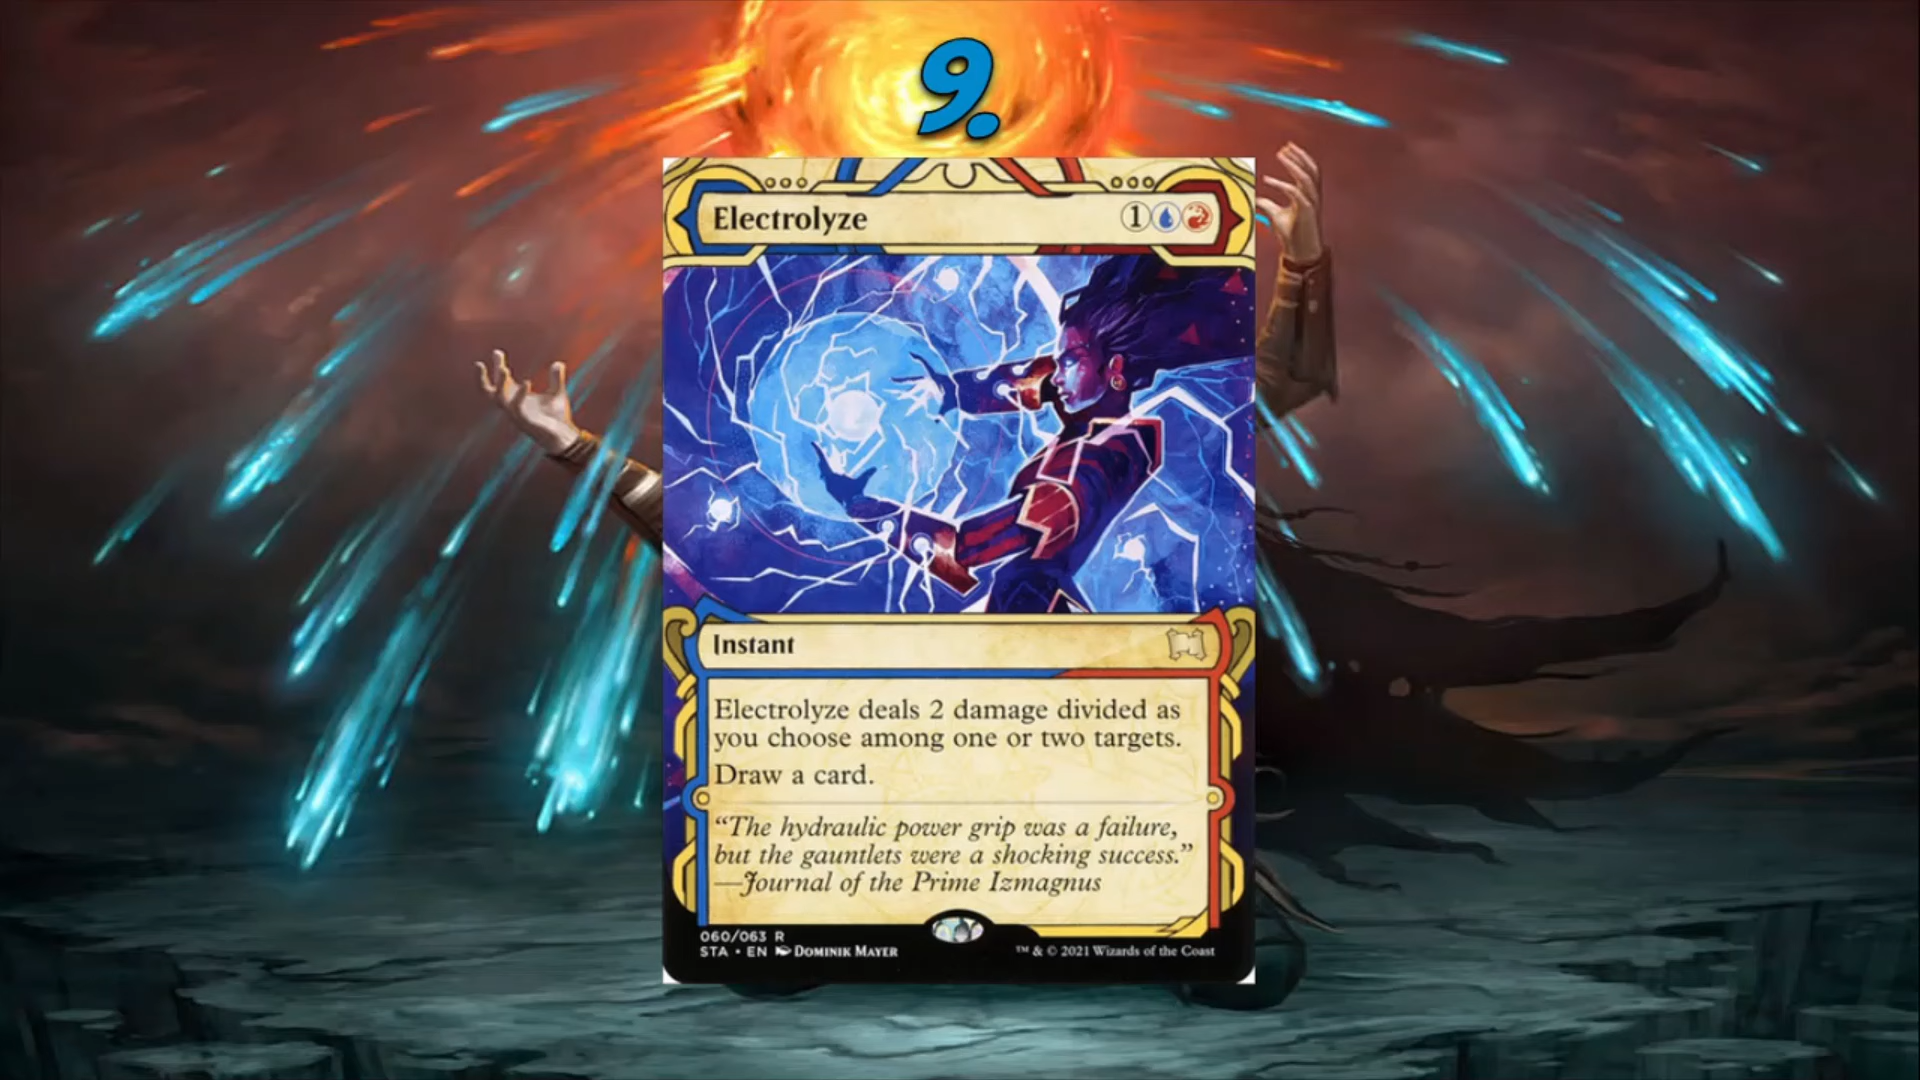 9.
Electrolyze
1
Instant
Electrolyze deals 2 damage divided as
you choose among one or two targets.
Draw a card.
“The hydraulic power grip was a failure,
but the gauntlets were a shocking success.”
—Journal of the Prime Izmagnus
060/063 R
STA • EN Dominik Mayer
™ & © 2021 Wizards of the Coast